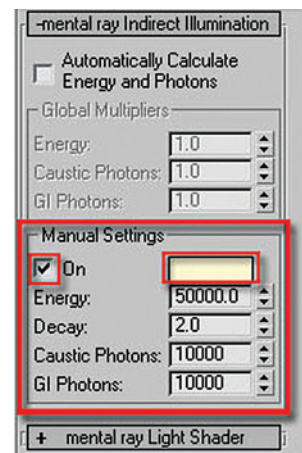 -mental ray Indirect Illumination
Automatically Calculate
Energy and Photons
Global Multipliers
Energy: 1.0
Caustic Photons: 1.0
GI Photons: 1.0
Manual Settings
On
Energy: 50000.0
Decay: 2.0
Caustic Photons: 10000
GI Photons: 10000
+ mental ray Light Shader